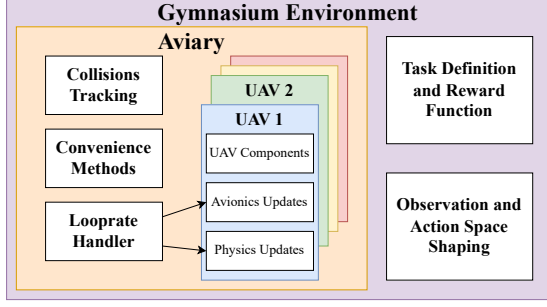 Gymnasium Environment
Aviary
Collisions
Tracking
Convenience
Methods
Looprate
Handler
UAV 2
UAV 1
UAV Components
Avionics Updates
Physics Updates
Task Definition
and Reward
Function
Observation and
Action Space
Shaping